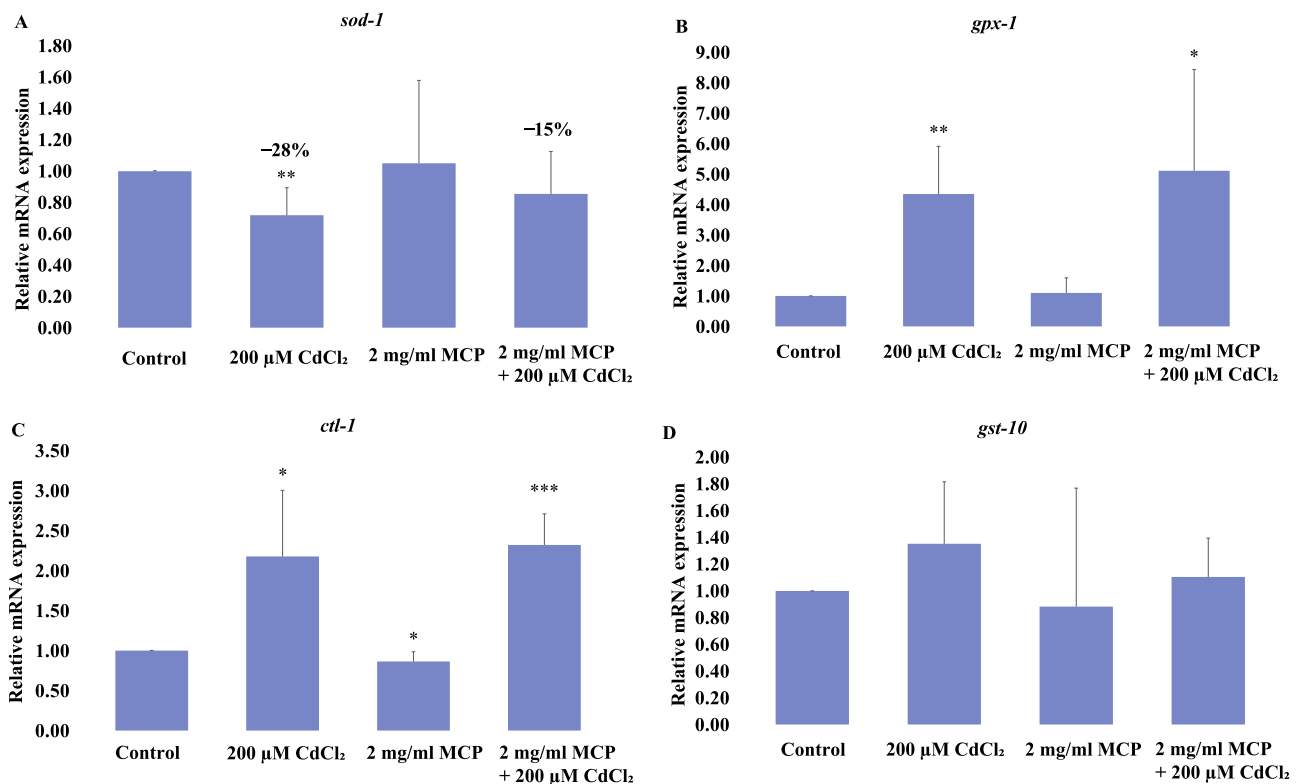 A
sod-1
Relative mRNA expression
1.80
1.60
1.40
1.20
1.00
0.80
0.60
0.40
0.20
0.00
−28%
**
−15%
Control
200 µM CdCl₂
2 mg/ml MCP
2 mg/ml MCP
+ 200 µM CdCl₂
B
gpx-1
Relative mRNA expression
9.00
8.00
7.00
6.00
5.00
4.00
3.00
2.00
1.00
0.00
**
*
Control
200 µM CdCl₂
2 mg/ml MCP
2 mg/ml MCP
+ 200 µM CdCl₂
C
ctl-1
Relative mRNA expression
3.50
3.00
2.50
2.00
1.50
1.00
0.50
0.00
*
*
***
Control
200 µM CdCl₂
2 mg/ml MCP
2 mg/ml MCP
+ 200 µM CdCl₂
D
gst-10
Relative mRNA expression
2.00
1.80
1.60
1.40
1.20
1.00
0.80
0.60
0.40
0.20
0.00
Control
200 µM CdCl₂
2 mg/ml MCP
2 mg/ml MCP
+ 200 µM CdCl₂